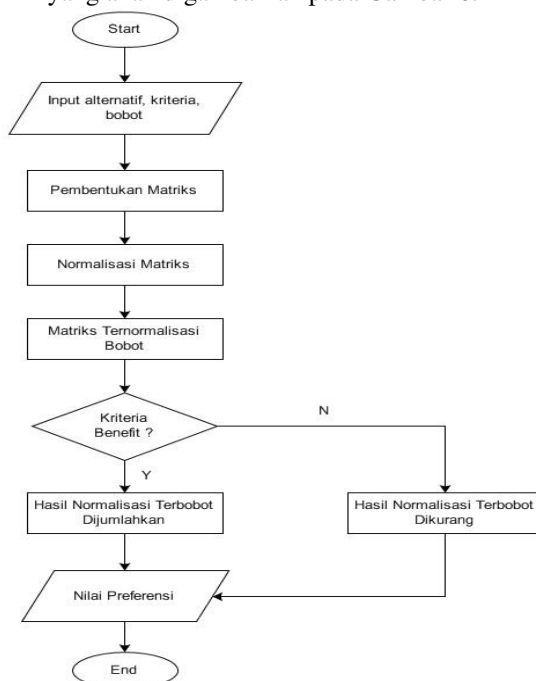 Start
Input alternatif, kriteria,
bobot
Pembentukan Matriks
Normalisasi Matriks
Matriks Ternormalisasi
Bobot
Kriteria
Benefit ?
N
Y
Hasil Normalisasi Terbobot
Dijumlahkan
Hasil Normalisasi Terbobot
Dikurang
Nilai Preferensi
End